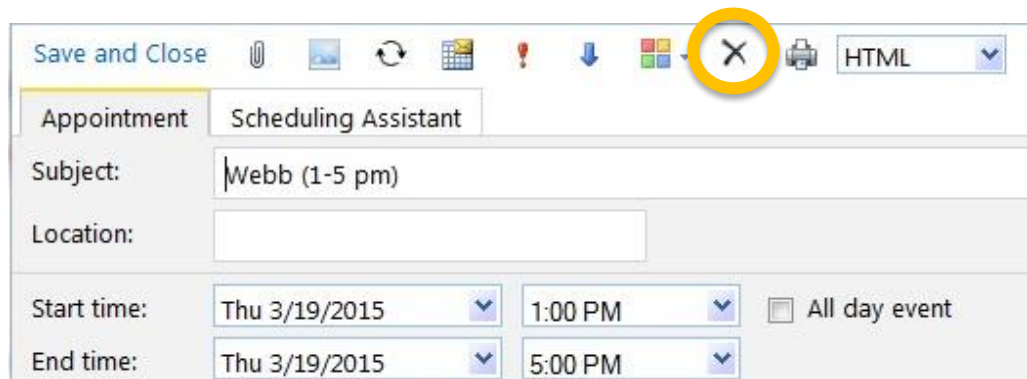 Save and Close HTML
Appointment Scheduling Assistant
Subject: Webb (1-5 pm)
Location:
Start time: Thu 3/19/2015 1:00 PM All day event
End time: Thu 3/19/2015 5:00 PM